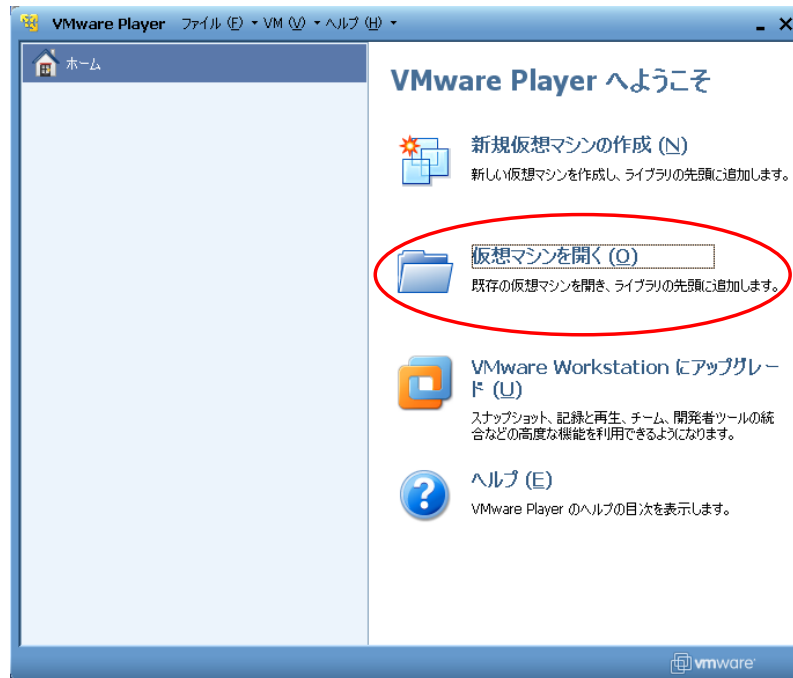 VMware Player ファイル (F) VM (V) ヘルプ (H)
ホーム
VMware Player へようこそ
新規仮想マシンの作成 (N)
新しい仮想マシンを作成し、ライブラリの先頭に追加します。
仮想マシンを開く (O)
既存の仮想マシンを開き、ライブラリの先頭に追加します。
VMware Workstation にアップグレー
ド (U)
スナップショット、記録と再生、チーム、開発者ツールの統
合などの高度な機能を利用できるようになります。
ヘルプ (E)
VMware Player のヘルプの目次を表示します。
vmware